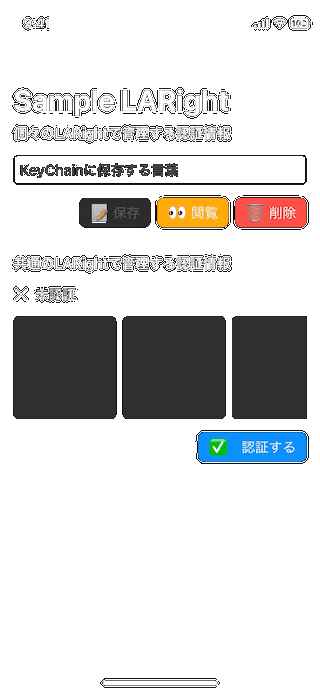 9:41
Sample LARight
個々のLARightで管理する認証情報
KeyChainに保存する言葉
📝 保存
👀 閲覧
🗑️ 削除
共通のLARightで管理する認証情報
✕ 未認証
✅ 認証する